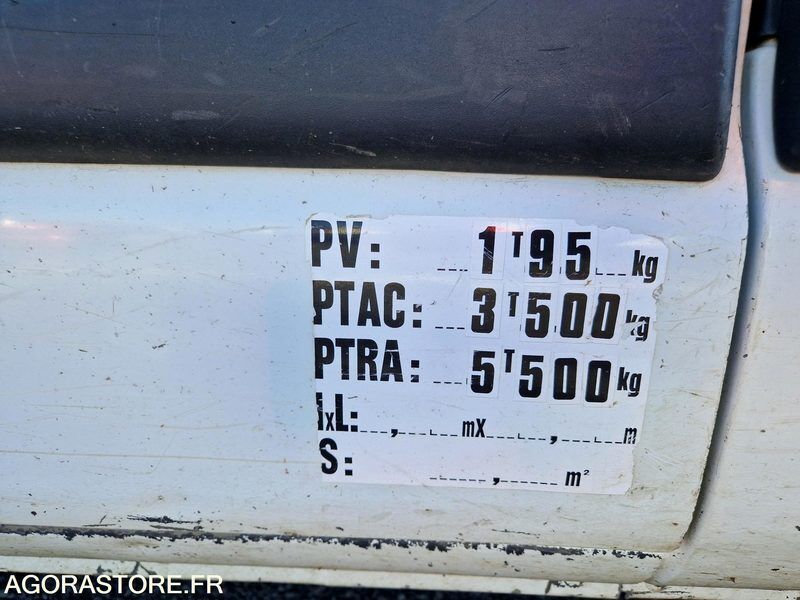 PV: 1T95 kg
PTAC: 3T500 kg
PTRA: 5T500 kg
lxL: , mX , m
S: , m²
AGORASTORE.FR